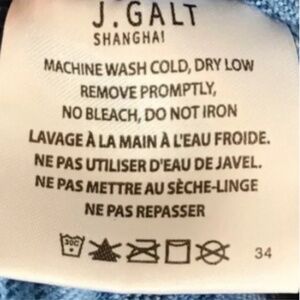 J. GALT
SHANGHAI
MACHINE WASH COLD, DRY LOW
REMOVE PROMPTLY,
NO BLEACH, DO NOT IRON
LAVAGE À LA MAIN À L'EAU FROIDE.
NE PAS UTILISER D'EAU DE JAVEL.
NE PAS METTRE AU SÈCHE-LINGE
NE PAS REPASSER
30C
34